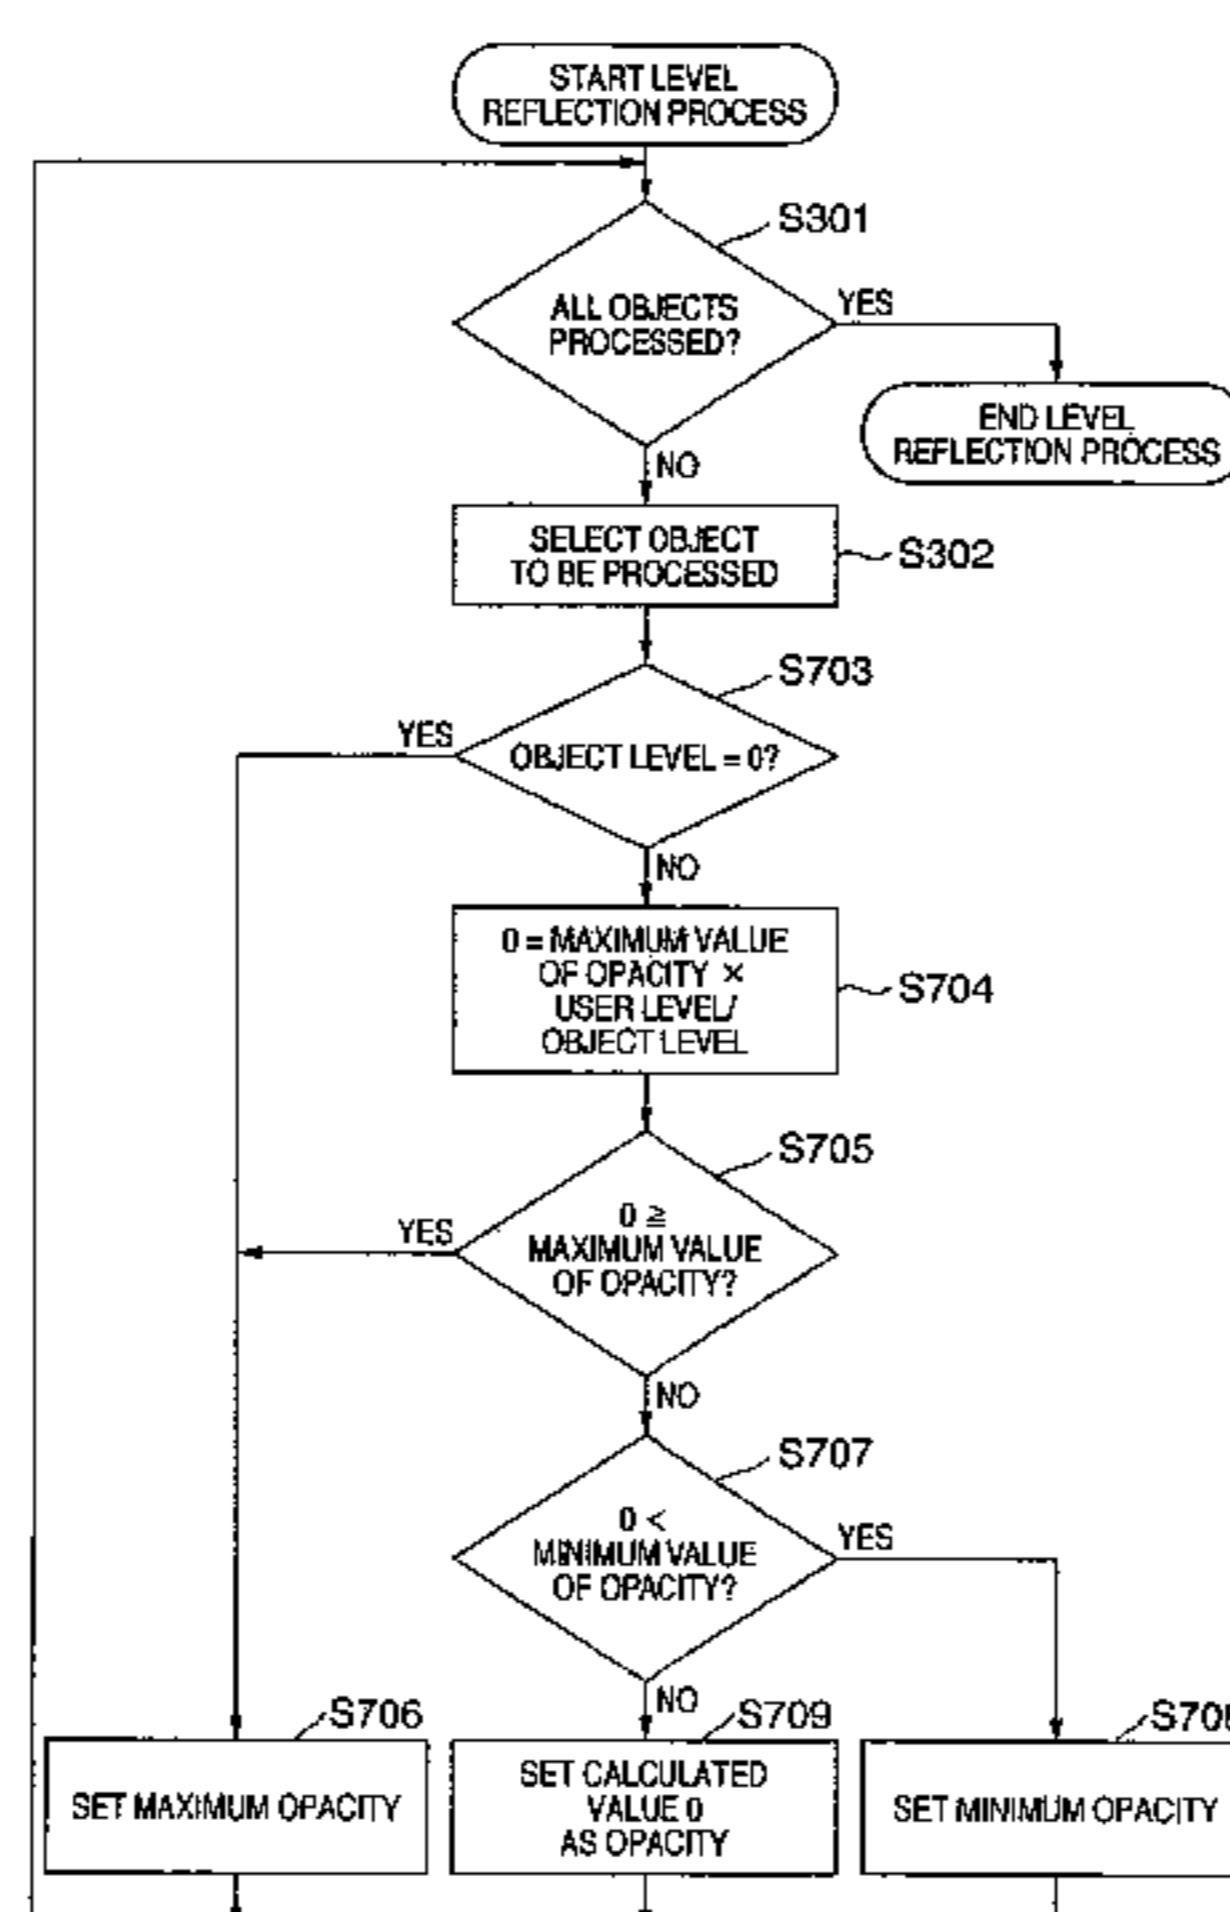 START LEVEL
REFLECTION PROCESS
S301
ALL OBJECTS
PROCESSED?
YES
END LEVEL
REFLECTION PROCESS
NO
SELECT OBJECT
TO BE PROCESSED
S302
S703
YES
OBJECT LEVEL = 0?
NO
0 = MAXIMUM VALUE
OF OPACITY ×
USER LEVEL/
OBJECT LEVEL
S704
S705
YES
0 ≧
MAXIMUM VALUE
OF OPACITY?
NO
S707
0 <
MINIMUM VALUE
OF OPACITY?
YES
NO
S706
SET MAXIMUM OPACITY
S709
SET CALCULATED
VALUE 0
AS OPACITY
SET MINIMUM OPACITY